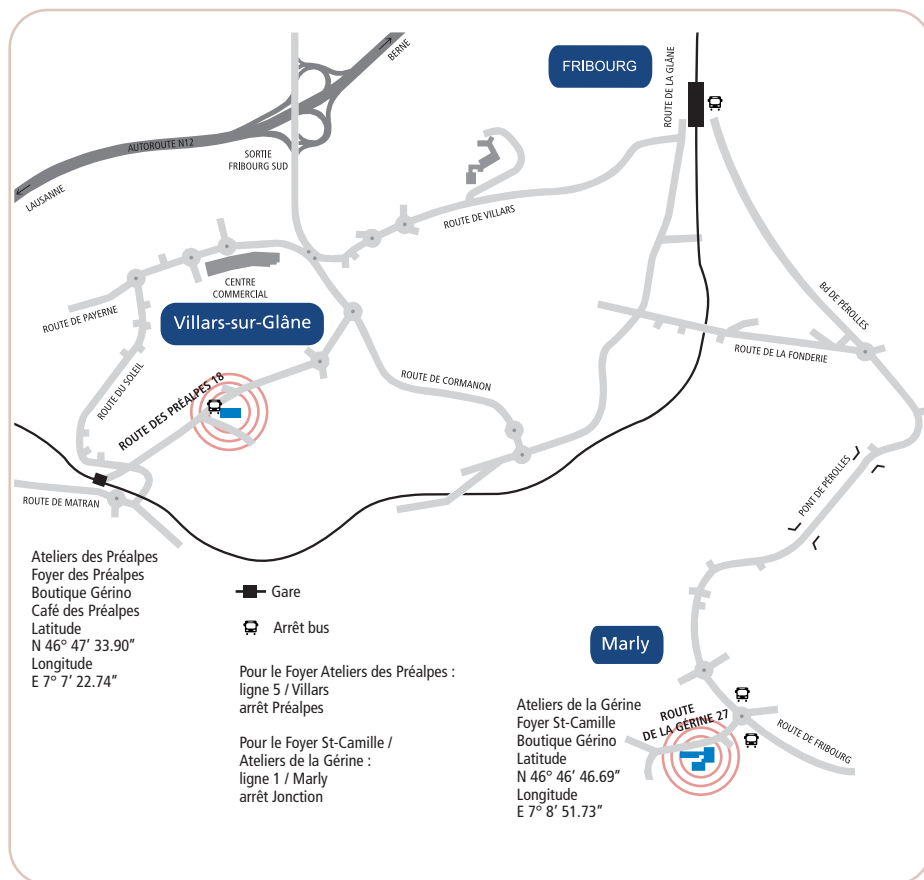 BERNE
FRIBOURG
ROUTE DE LA GLÂNE
AUTOROUTE N12
SORTIE
FRIBOURG SUD
LAUSANNE
ROUTE DE VILLARS
CENTRE
COMMERCIAL
ROUTE DE PAYERNE
Villars-sur-Glâne
Bd DE PÉROLLES
ROUTE DE LA FONDERIE
ROUTE DU SOLEIL
ROUTE DES PRÉALPES 18
ROUTE DE CORMANON
ROUTE DE MATRAN
PONT DE PÉROLLES
Ateliers des Préalpes
Foyer des Préalpes
Boutique Gérino
Café des Préalpes
Latitude
N 46° 47’ 33.90’’
Longitude
E 7° 7’ 22.74’’
Gare
Arrêt bus
Pour le Foyer Ateliers des Préalpes :
ligne 5 / Villars
arrêt Préalpes
Pour le Foyer St-Camille /
Ateliers de la Gérine :
ligne 1 / Marly
arrêt Jonction
Marly
Ateliers de la Gérine
Foyer St-Camille
Boutique Gérino
Latitude
N 46° 46’ 46.69’’
Longitude
E 7° 8’ 51.73’’
ROUTE
DE LA GÉRINE 27
ROUTE DE FRIBOURG